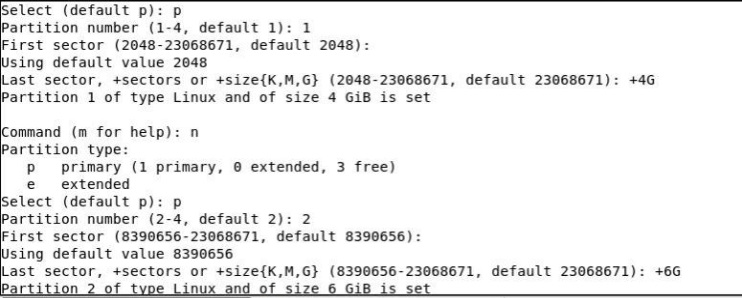 Select (default p): p
Partition number (1-4, default 1): 1
First sector (2048-23068671, default 2048):
Using default value 2048
Last sector, +sectors or +size{K,M,G} (2048-23068671, default 23068671): +4G
Partition 1 of type Linux and of size 4 GiB is set
Command (m for help): n
Partition type:
p primary (1 primary, 0 extended, 3 free)
e extended
Select (default p): p
Partition number (2-4, default 2): 2
First sector (8390656-23068671, default 8390656):
Using default value 8390656
Last sector, +sectors or +size{K,M,G} (8390656-23068671, default 23068671): +6G
Partition 2 of type Linux and of size 6 GiB is set